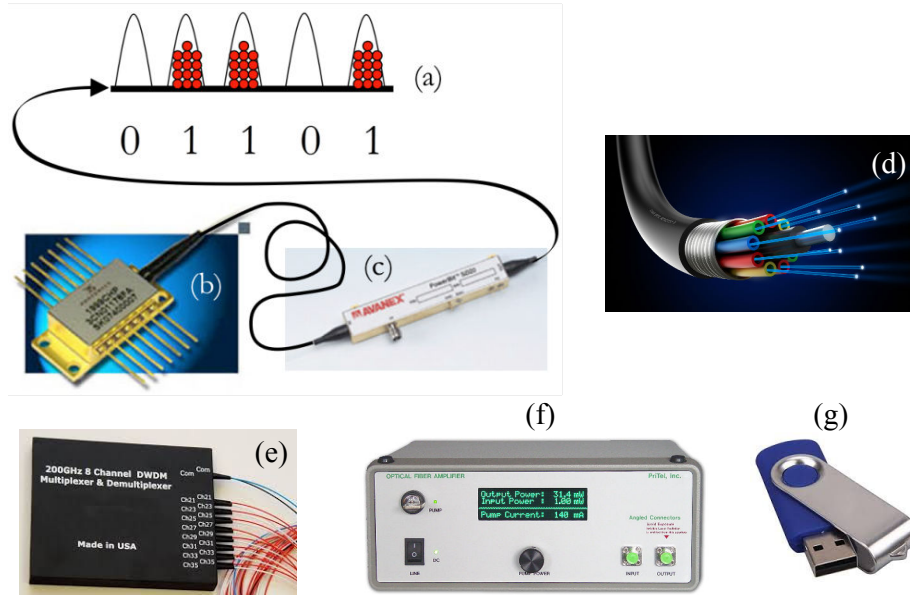 (a)
0 1 1 0 1
(b)
1999CHP
3CN01178FA
(c)
AVANEX
PowerBit
(d)
(e)
200GHz 8 Channel DWDM
Multiplexer & Demultiplexer
Made in USA
Com Com
Ch21 Ch21
Ch23 Ch23
Ch25 Ch25
Ch27 Ch27
Ch29 Ch29
Ch31 Ch31
Ch33 Ch33
Ch35 Ch35
(f)
OPTICAL FIBER AMPLIFIER
PriTel, Inc.
Output Power: 31.4 mW
Input Power : 1.00 mW
Pump Current: 140 mA
PUMP
Angled Connectors
LINE
DC
PUMP POWER
INPUT
OUTPUT
(g)